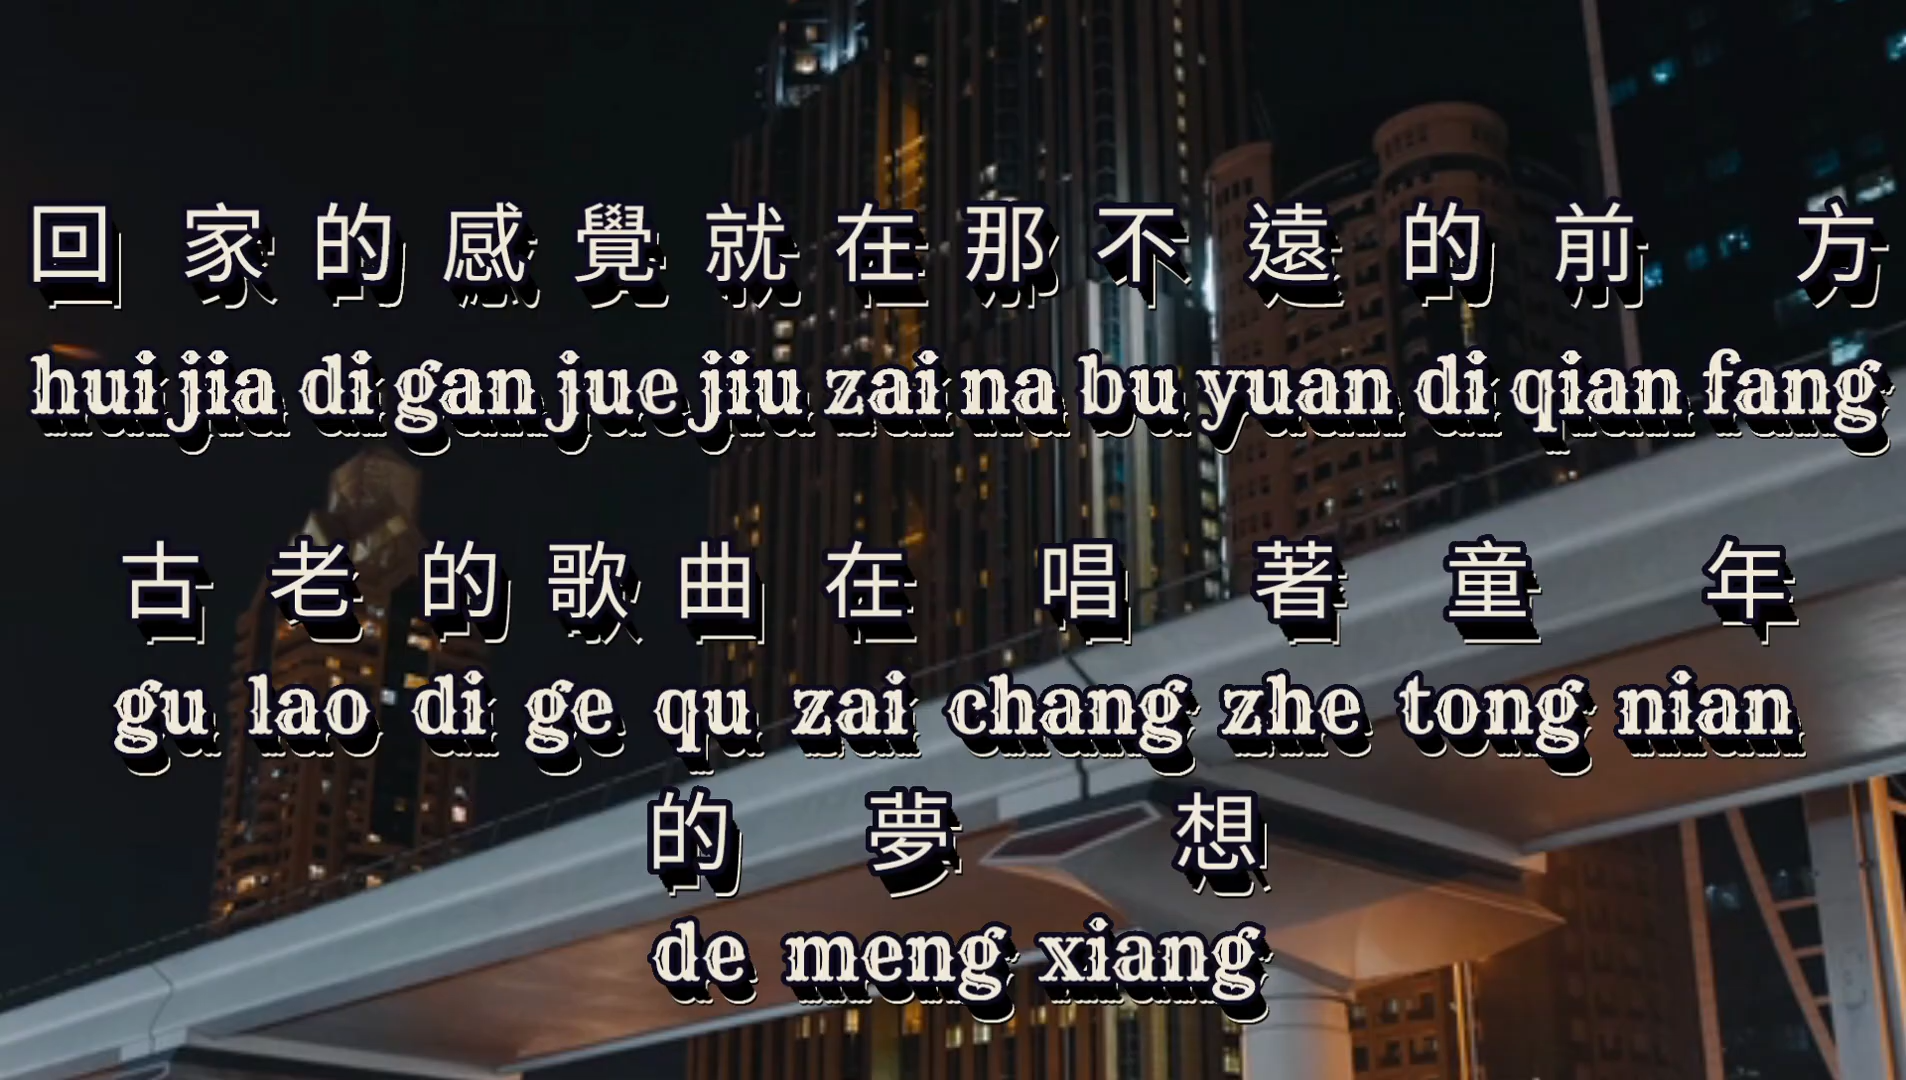 回家的感覺就在那不遠的前方
hui jia di gan jue jiu zai na bu yuan di qian fang
古老的歌曲在唱著童年
gu lao di ge qu zai chang zhe tong nian
的夢想
de meng xiang